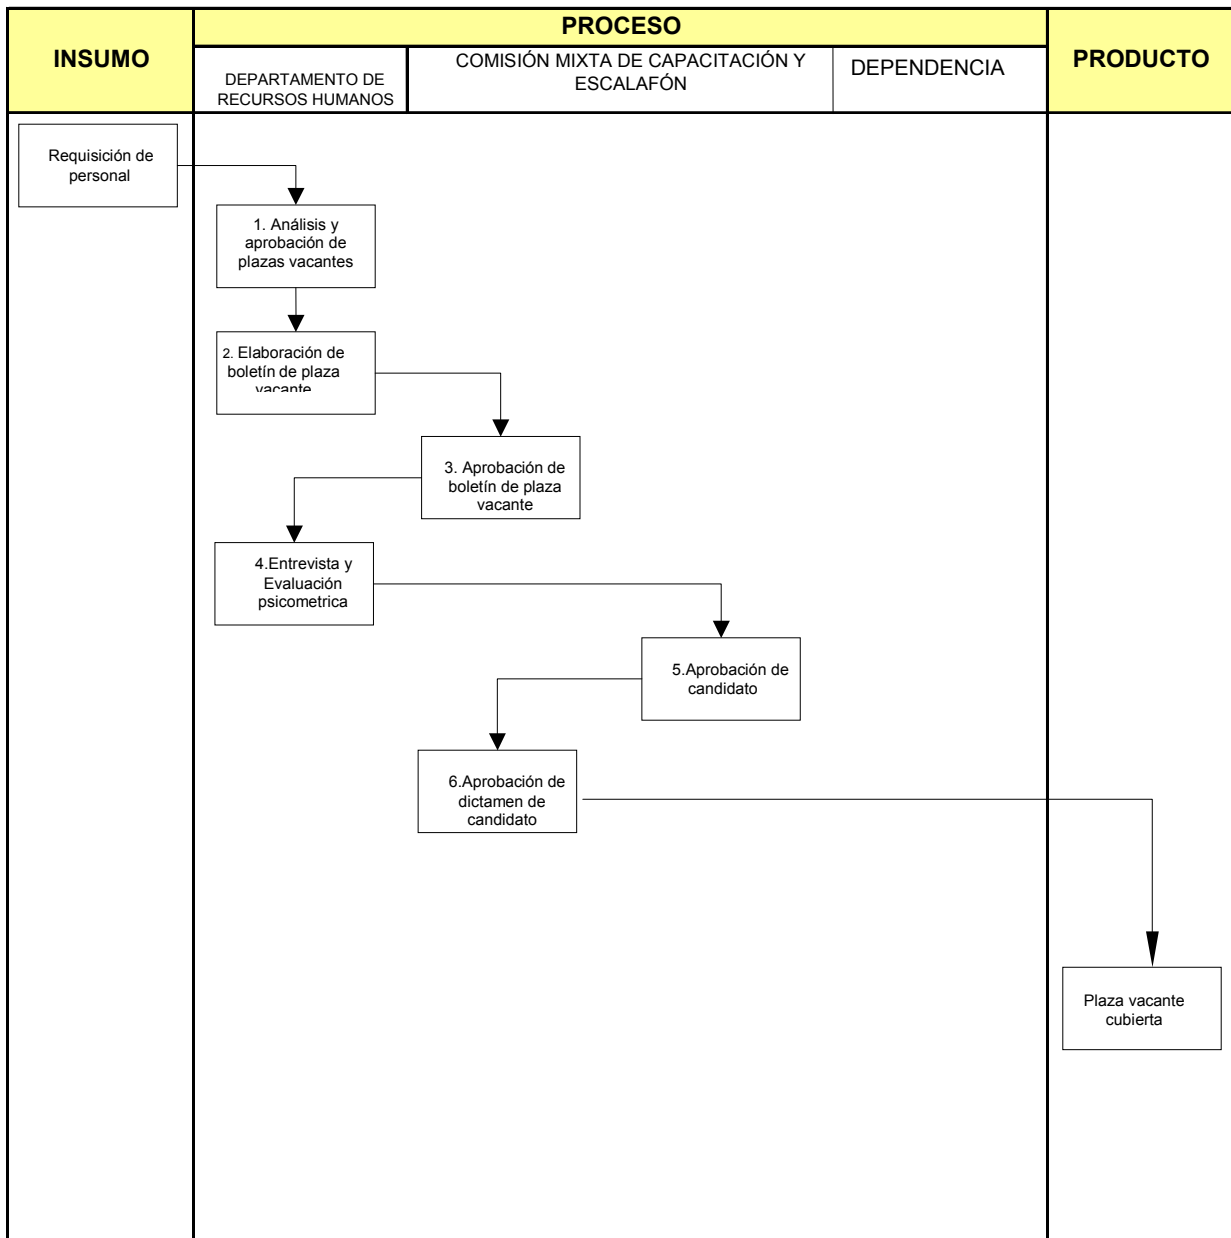 INSUMO
PROCESO
PRODUCTO
DEPARTAMENTO DE
RECURSOS HUMANOS
COMISIÓN MIXTA DE CAPACITACIÓN Y
ESCALAFÓN
DEPENDENCIA
Requisición de
personal
1. Análisis y
aprobación de
plazas vacantes
2. Elaboración de
boletín de plaza
vacante
3. Aprobación de
boletín de plaza
vacante
4.Entrevista y
Evaluación
psicometrica
5.Aprobación de
candidato
6.Aprobación de
dictamen de
candidato
Plaza vacante
cubierta